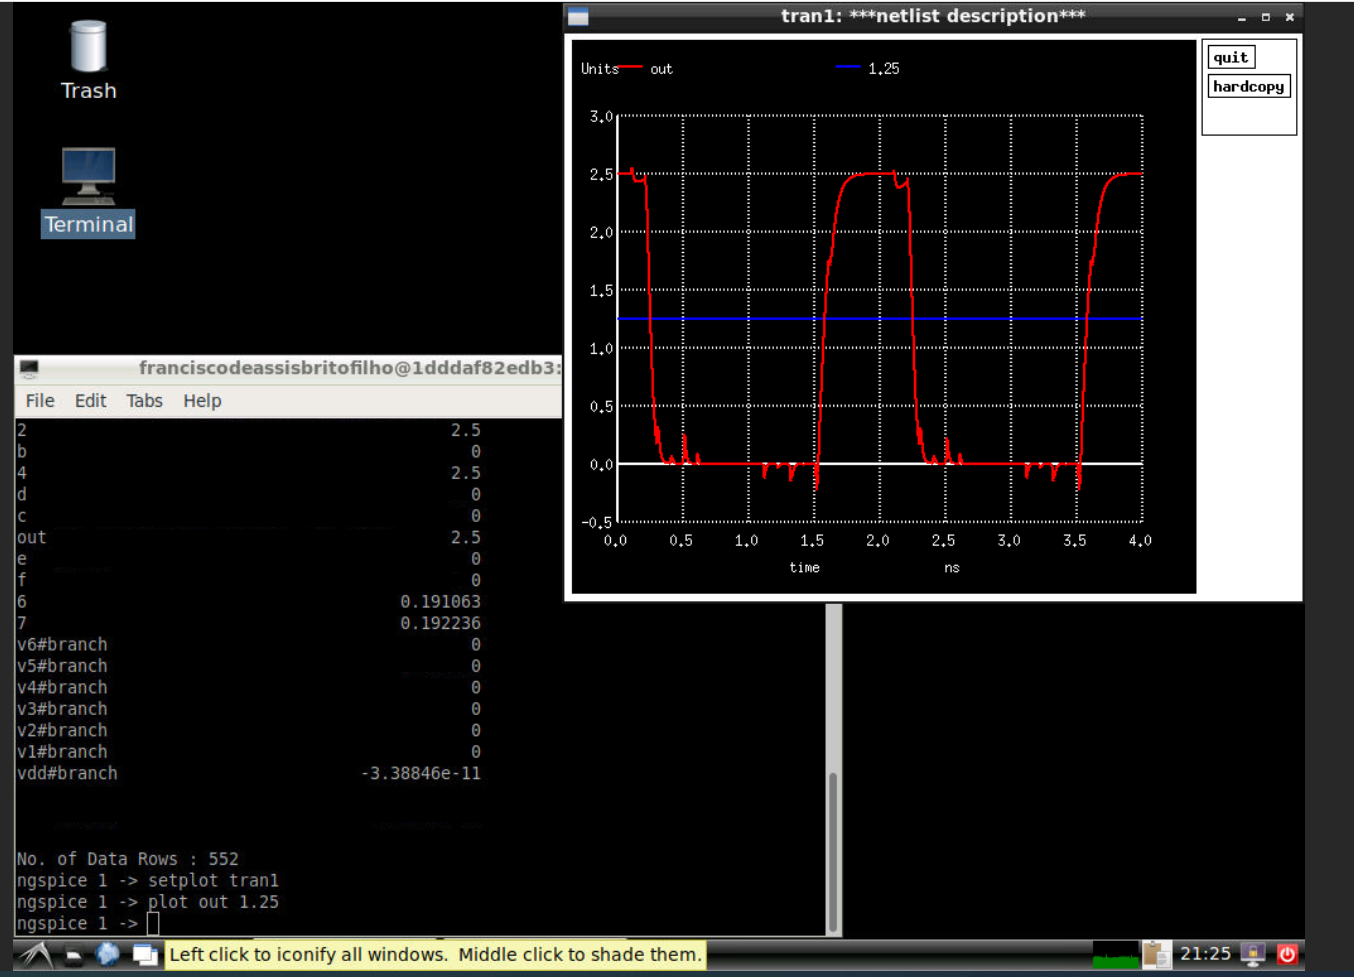 Trash
Terminal
tran1: ***netlist description***
quit
hardcopy
Units out 1.25
3.0
2.5
2.0
1.5
1.0
0.5
0.0
-0.5
0.0 0.5 1.0 1.5 2.0 2.5 3.0 3.5 4.0
time ns
franciscodeassisbritofilho@1dddaf82edb3:
File Edit Tabs Help
2 2.5
b 0
4 2.5
d 0
c 0
out 2.5
e 0
f 0
6 0.191063
7 0.192236
v6#branch 0
v5#branch 0
v4#branch 0
v3#branch 0
v2#branch 0
v1#branch 0
vdd#branch -3.38846e-11
No. of Data Rows : 552
ngspice 1 -> setplot tran1
ngspice 1 -> plot out 1.25
ngspice 1 ->
Left click to iconify all windows. Middle click to shade them.
21:25